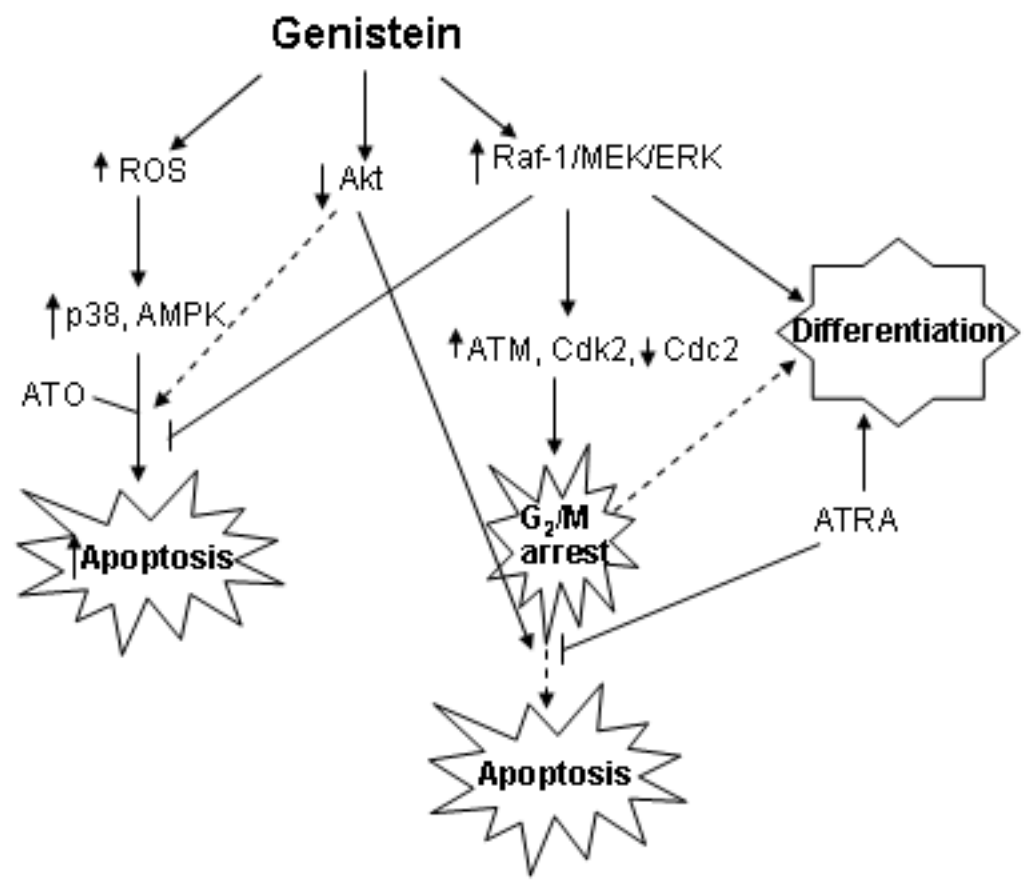 Genistein
ROS
Akt
Raf-1/MEK/ERK
p38, AMPK
ATM, Cdk2, Cdc2
Differentiation
ATO
G₂/M
arrest
ATRA
Apoptosis
Apoptosis